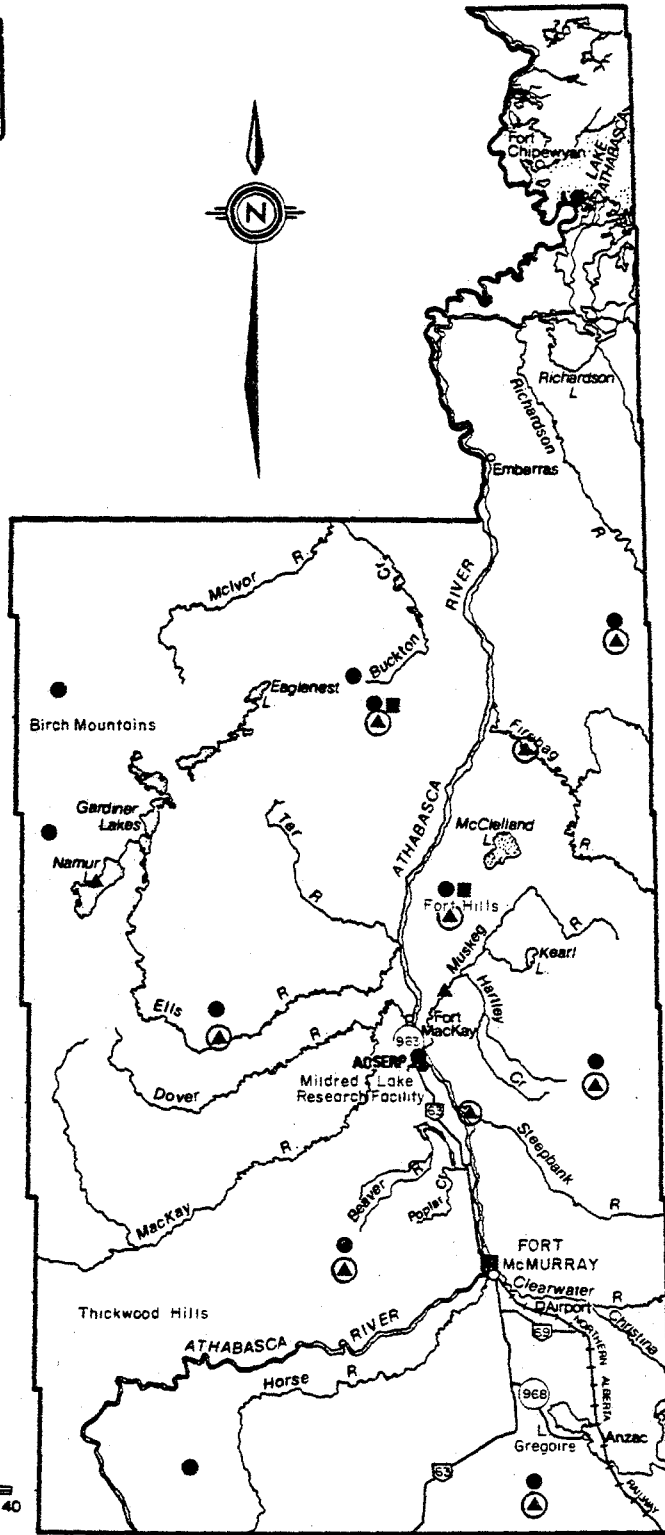 Fort
Chipewyan
LAKE
ATHABASCA
N
Richardson
L
Richardson
R
Embarras
RIVER
McIvor R
Buckton Cr
Eaglenest
L
Birch Mountains
Firebag
R
Gardiner
Lakes
Namur
L
Tar
R
ATHABASCA
McClelland
L
Fort Hills
Muskeg R
Kearl
L
Hartley
Cr
Ells R
Fort
MacKay
963
AOSERP
Mildred Lake
Research Facility
Dover R
63
Steepbank
R
MacKay R
Beaver R
Poplar Cr
FORT
McMURRAY
Clearwater R
Airport
Christina
Thickwood Hills
ATHABASCA RIVER
69
NORTHERN ALBERTA RAILWAY
Horse R
968
L
Gregoire
Anzac
63
40